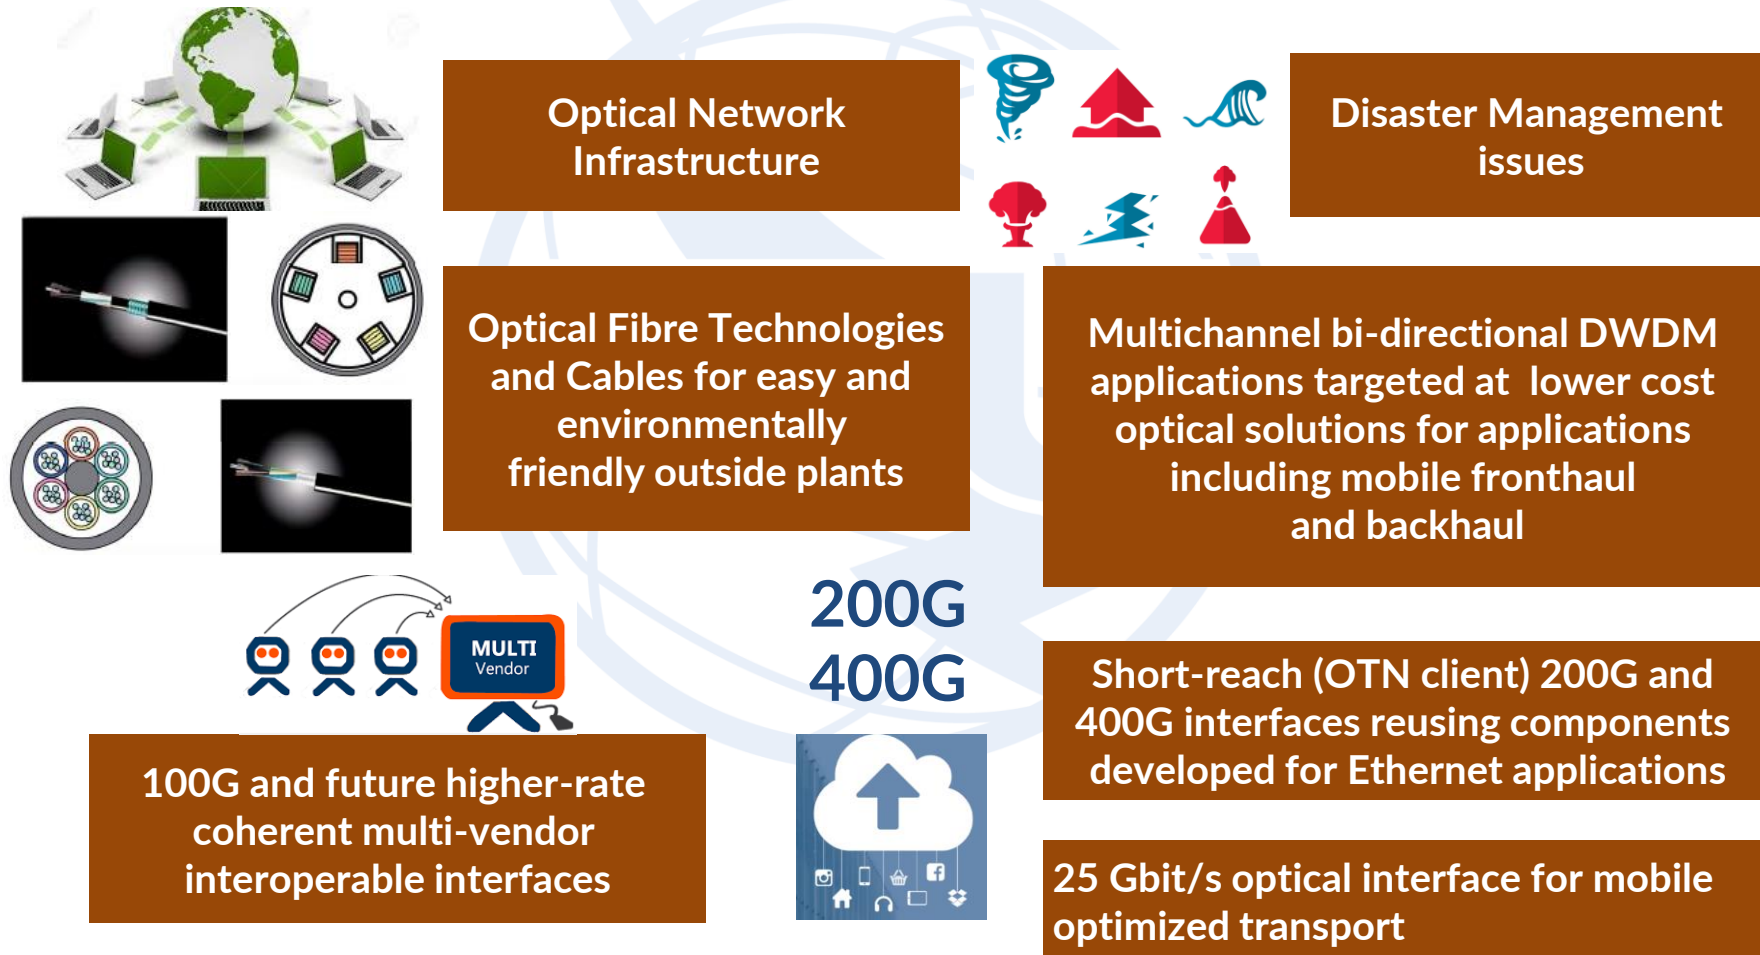 Optical Network
Infrastructure
Disaster Management
issues
Optical Fibre Technologies
and Cables for easy and
environmentally
friendly outside plants
Multichannel bi-directional DWDM
applications targeted at  lower cost
optical solutions for applications
including mobile fronthaul
and backhaul
MULTI
Vendor
200G
400G
100G and future higher-rate
coherent multi-vendor
interoperable interfaces
Short-reach (OTN client) 200G and
400G interfaces reusing components
developed for Ethernet applications
25 Gbit/s optical interface for mobile
optimized transport